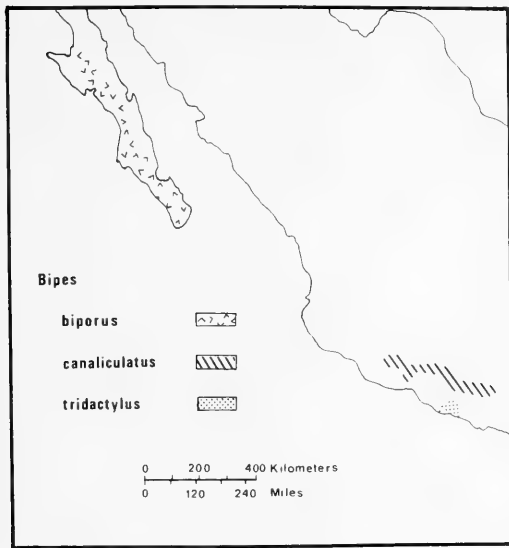 Bipes
biporus
canaliculatus
tridactylus
0 200 400 Kilometers
0 120 240 Miles